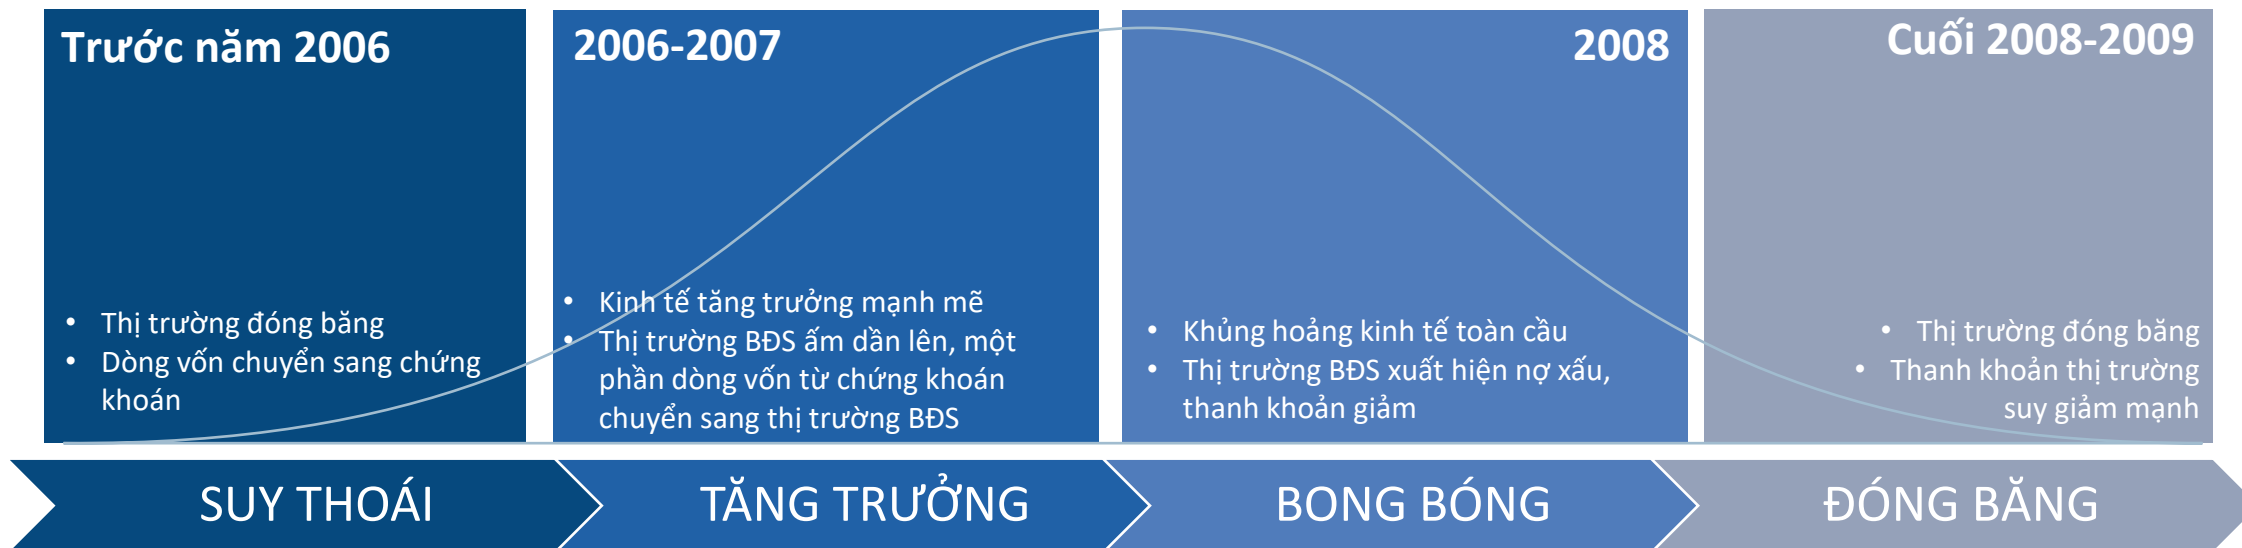 Trước năm 2006
• Thị trường đóng băng
• Dòng vốn chuyển sang chứng
khoán
2006-2007
• Kinh tế tăng trưởng mạnh mẽ
• Thị trường BĐS ấm dần lên, một
phần dòng vốn từ chứng khoán
chuyển sang thị trường BĐS
2008
• Khủng hoảng kinh tế toàn cầu
• Thị trường BĐS xuất hiện nợ xấu,
thanh khoản giảm
Cuối 2008-2009
• Thị trường đóng băng
• Thanh khoản thị trường
suy giảm mạnh
SUY THOÁI
TĂNG TRƯỞNG
BONG BÓNG
ĐÓNG BĂNG